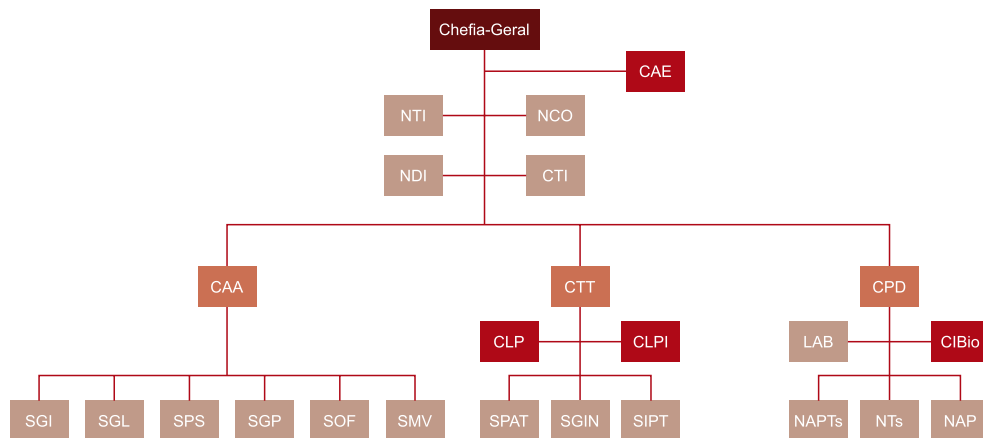 Chefia-Geral
CAE
NTI
NCO
NDI
CTI
CAA
CTT
CPD
CLP
CLPI
LAB
CIBio
SGI
SGL
SPS
SGP
SOF
SMV
SPAT
SGIN
SIPT
NAPTs
NTs
NAP